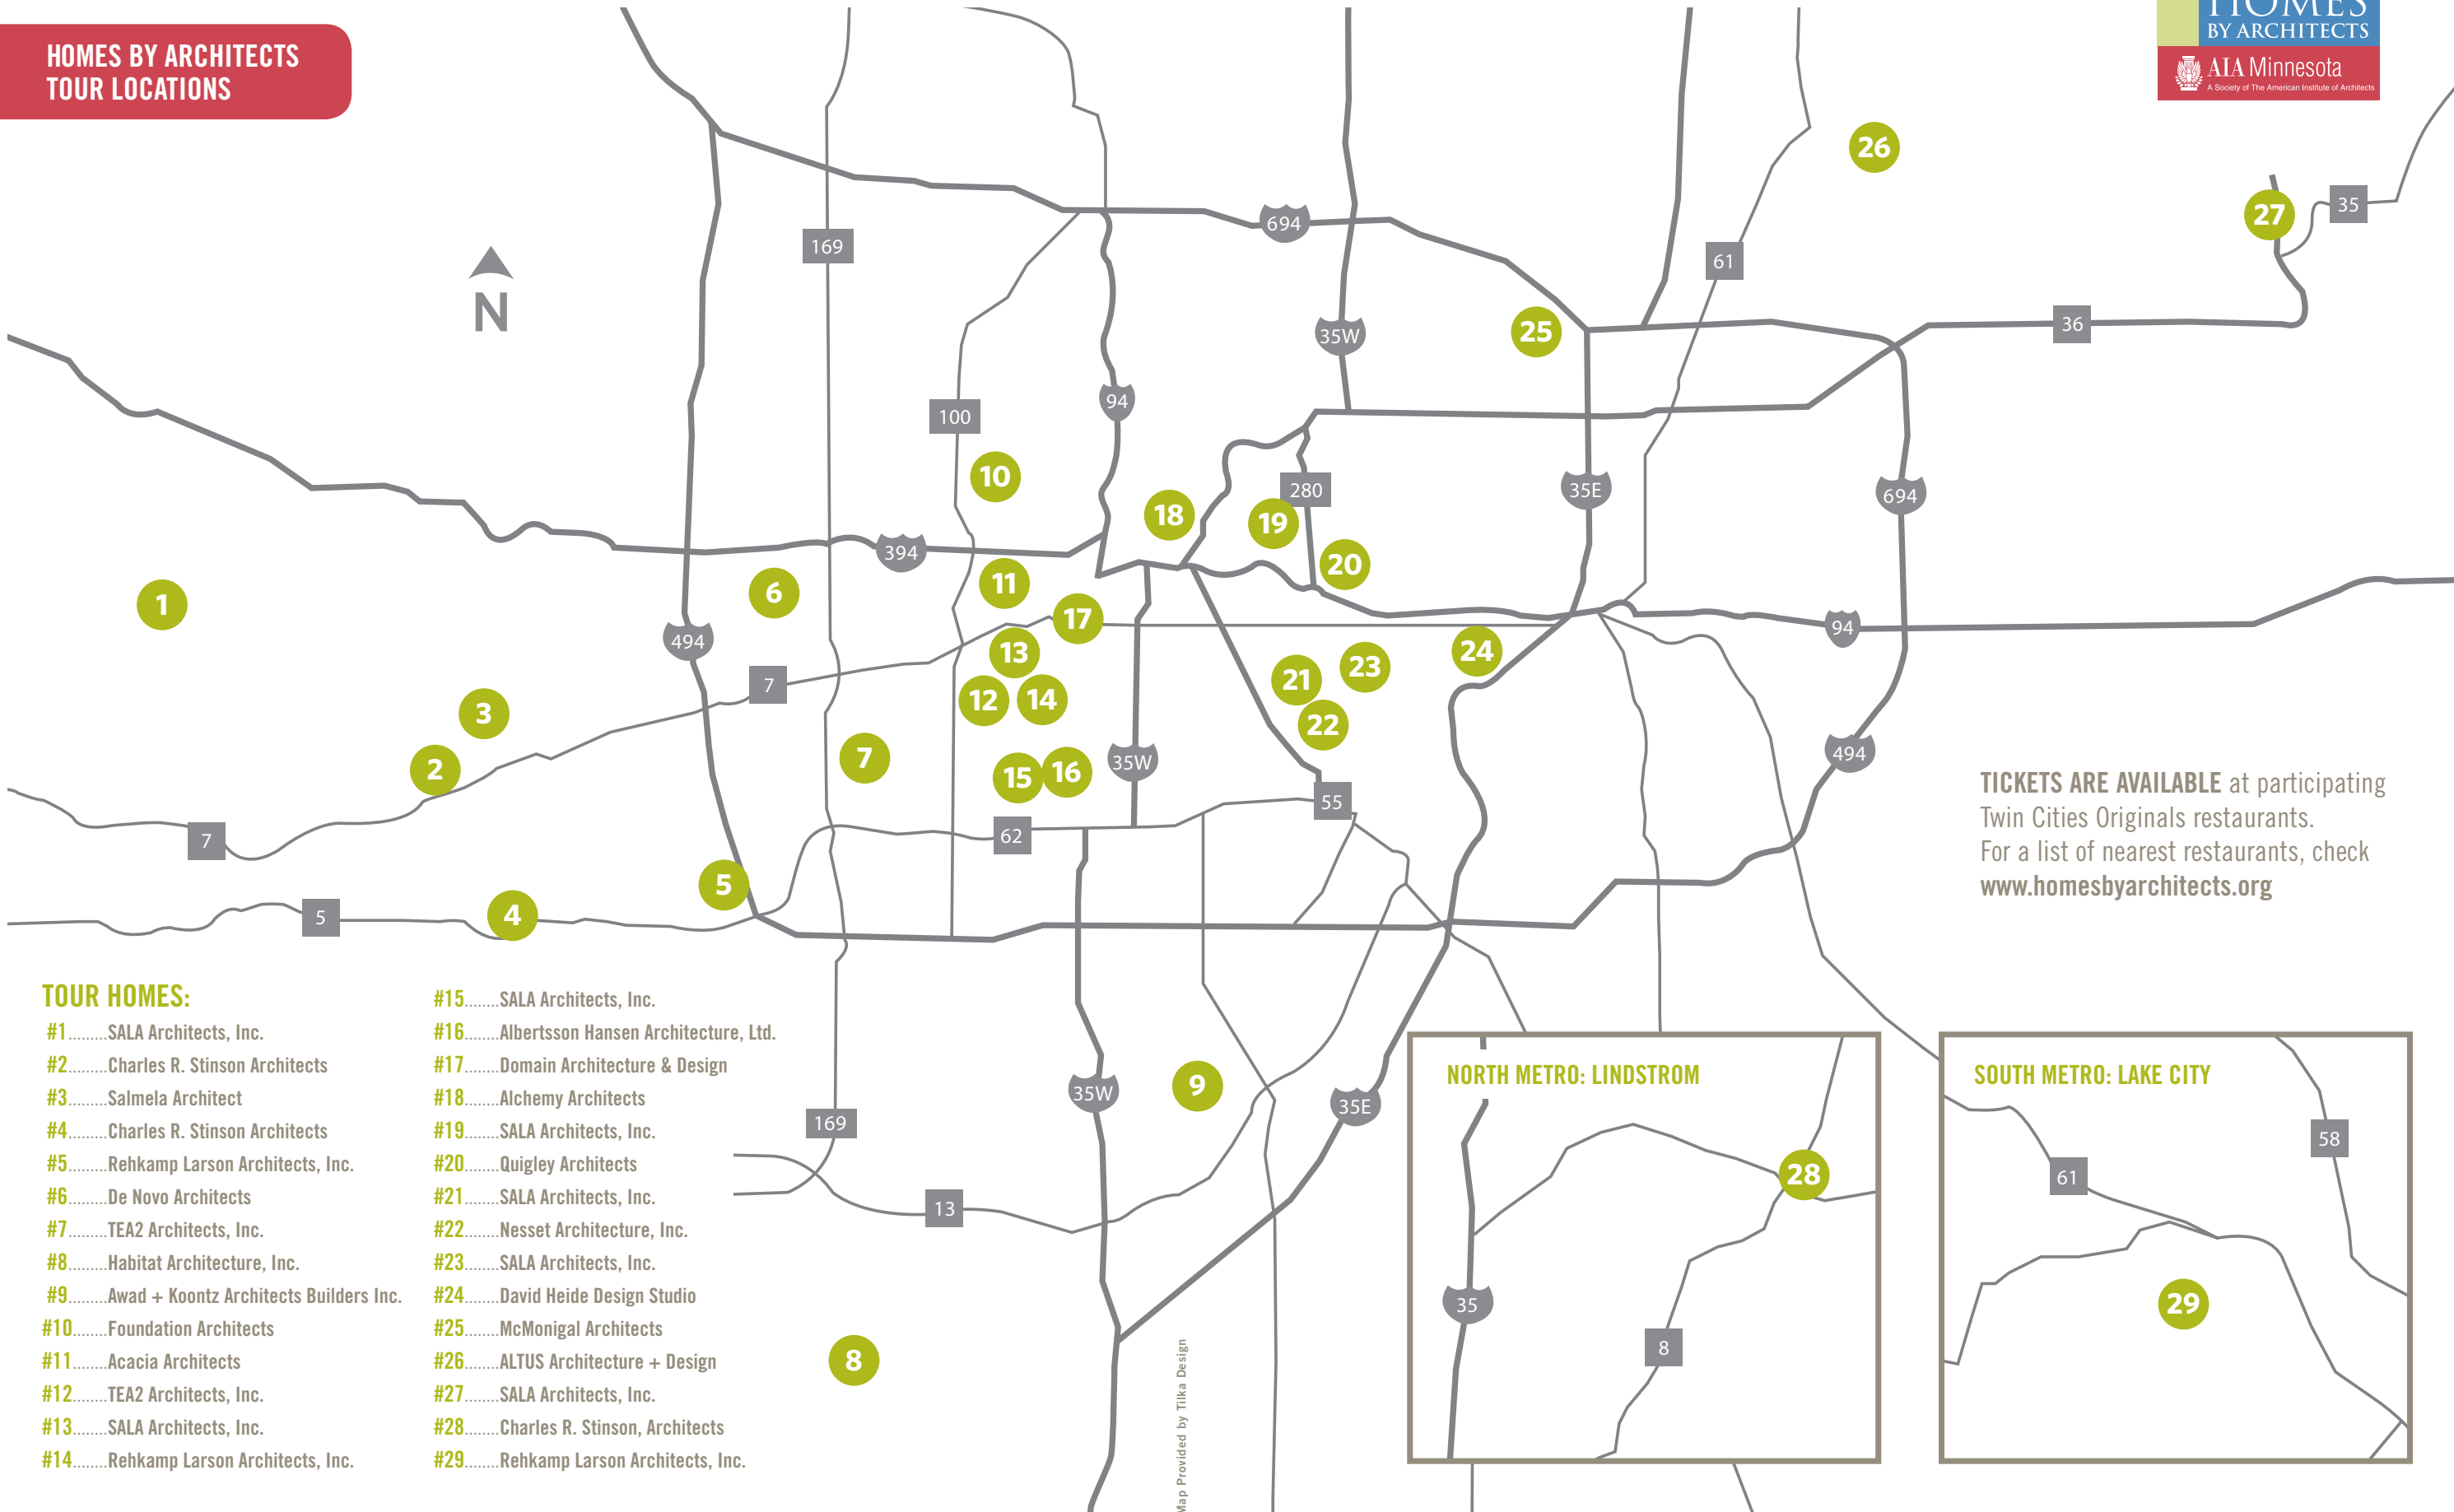 HOMES BY ARCHITECTS
TOUR LOCATIONS
HOMES
BY ARCHITECTS
AIA Minnesota
A Society of The American Institute of Architects
N
169
694
61
26
27
35
35W
25
36
100
94
10
280
18
19
35E
694
394
20
1
6
11
17
494
94
13
24
7
12
14
21
23
3
22
2
7
15
16
35W
494
55
7
62
5
5
4
TICKETS ARE AVAILABLE at participating
Twin Cities Originals restaurants.
For a list of nearest restaurants, check
www.homesbyarchitects.org
TOUR HOMES:
#1.........SALA Architects, Inc.
#2.........Charles R. Stinson Architects
#3.........Salmela Architect
#4.........Charles R. Stinson Architects
#5.........Rehkamp Larson Architects, Inc.
#6.........De Novo Architects
#7.........TEA2 Architects, Inc.
#8.........Habitat Architecture, Inc.
#9.........Awad + Koontz Architects Builders Inc.
#10........Foundation Architects
#11........Acacia Architects
#12........TEA2 Architects, Inc.
#13........SALA Architects, Inc.
#14........Rehkamp Larson Architects, Inc.
#15........SALA Architects, Inc.
#16........Albertsson Hansen Architecture, Ltd.
#17........Domain Architecture & Design
#18........Alchemy Architects
#19........SALA Architects, Inc.
#20........Quigley Architects
#21........SALA Architects, Inc.
#22........Nesset Architecture, Inc.
#23........SALA Architects, Inc.
#24........David Heide Design Studio
#25........McMonigal Architects
#26........ALTUS Architecture + Design
#27........SALA Architects, Inc.
#28........Charles R. Stinson, Architects
#29........Rehkamp Larson Architects, Inc.
35W
9
35E
169
13
8
Map Provided by Tilka Design
NORTH METRO: LINDSTROM
28
35
8
SOUTH METRO: LAKE CITY
58
61
29